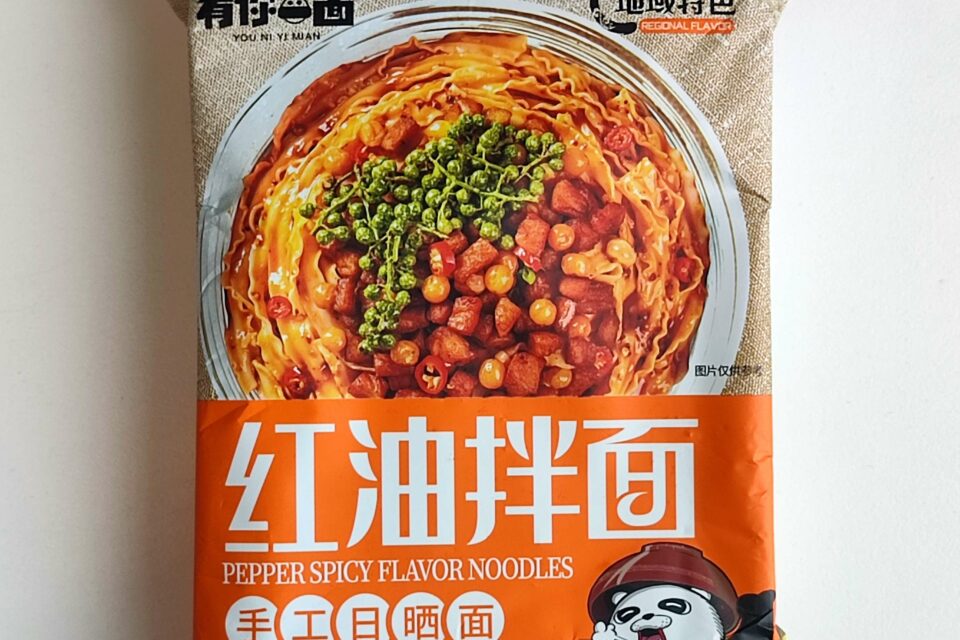 有你一面
YOU NI YI MIAN
地域特色
REGIONAL FLAVOR
图片仅供参考
红油拌面
PEPPER SPICY FLAVOR NOODLES
手工日晒面